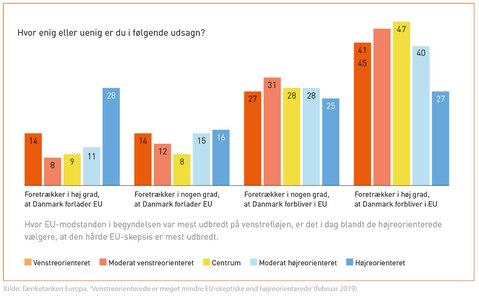 Hvor enig eller uenig er du i følgende udsagn?
14
8
9
11
28
14
12
8
15
16
27
31
28
28
25
41
45
47
40
27
Foretrækker i høj grad,
at Danmark forlader EU
Foretrækker i nogen grad,
at Danmark forlader EU
Foretrækker i nogen grad,
at Danmark forbliver i EU
Foretrækker i høj grad,
at Danmark forbliver i EU
Hvor EU-modstanden i begyndelsen var mest udbredt på venstrefløjen, er det i dag blandt de højreorienterede
vælgere, at den hårde EU-skepsis er mest udbredt.
Venstreorienteret
Moderat venstreorienteret
Centrum
Moderat højreorienteret
Højreorienteret
Kilde: Tænketanken Europa. 'Venstreorienterede er meget mindre EU-skeptiske end højreorienterede' (februar 2019)